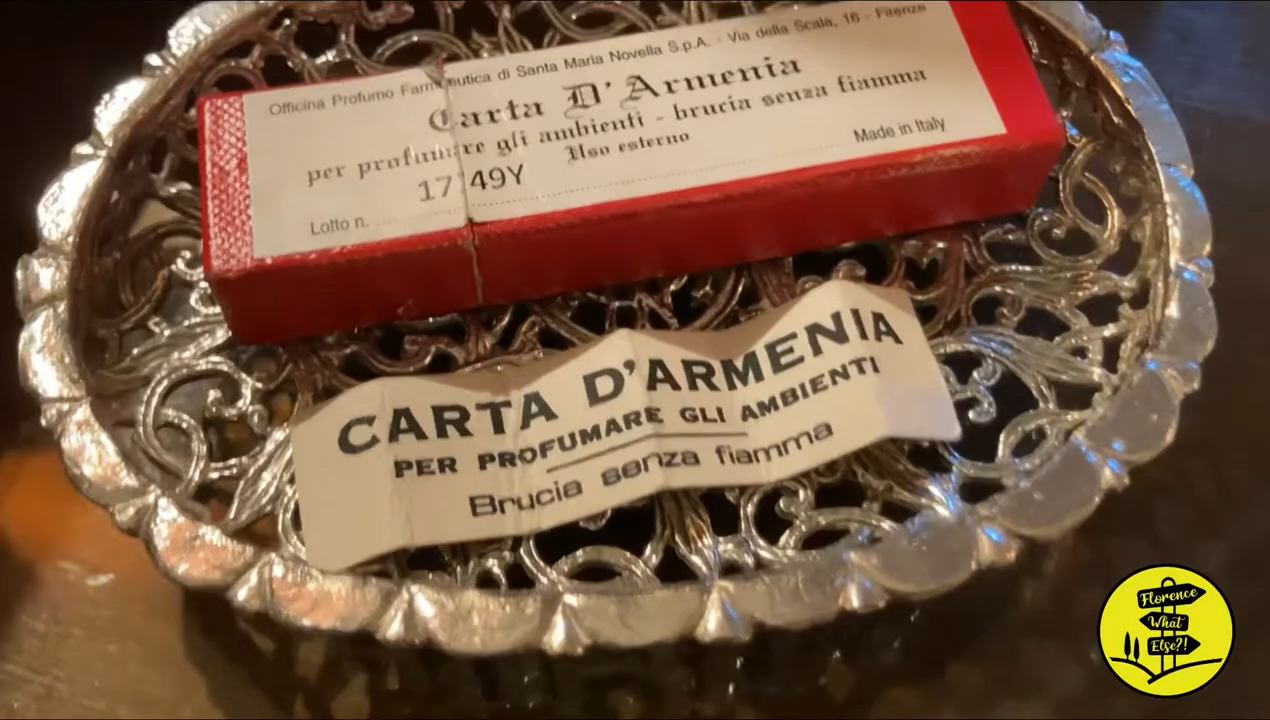 Officina Profumo Farmaceutica di Santa Maria Novella S.p.A. - Via della Scala, 16 - Firenze
Carta D'Armenia
per profumare gli ambienti - brucia senza fiamma
Uso esterno
Made in Italy
Lotto n. 17 49Y
CARTA D'ARMENIA
PER PROFUMARE GLI AMBIENTI
Brucia senza fiamma
Florence
What
Else?!